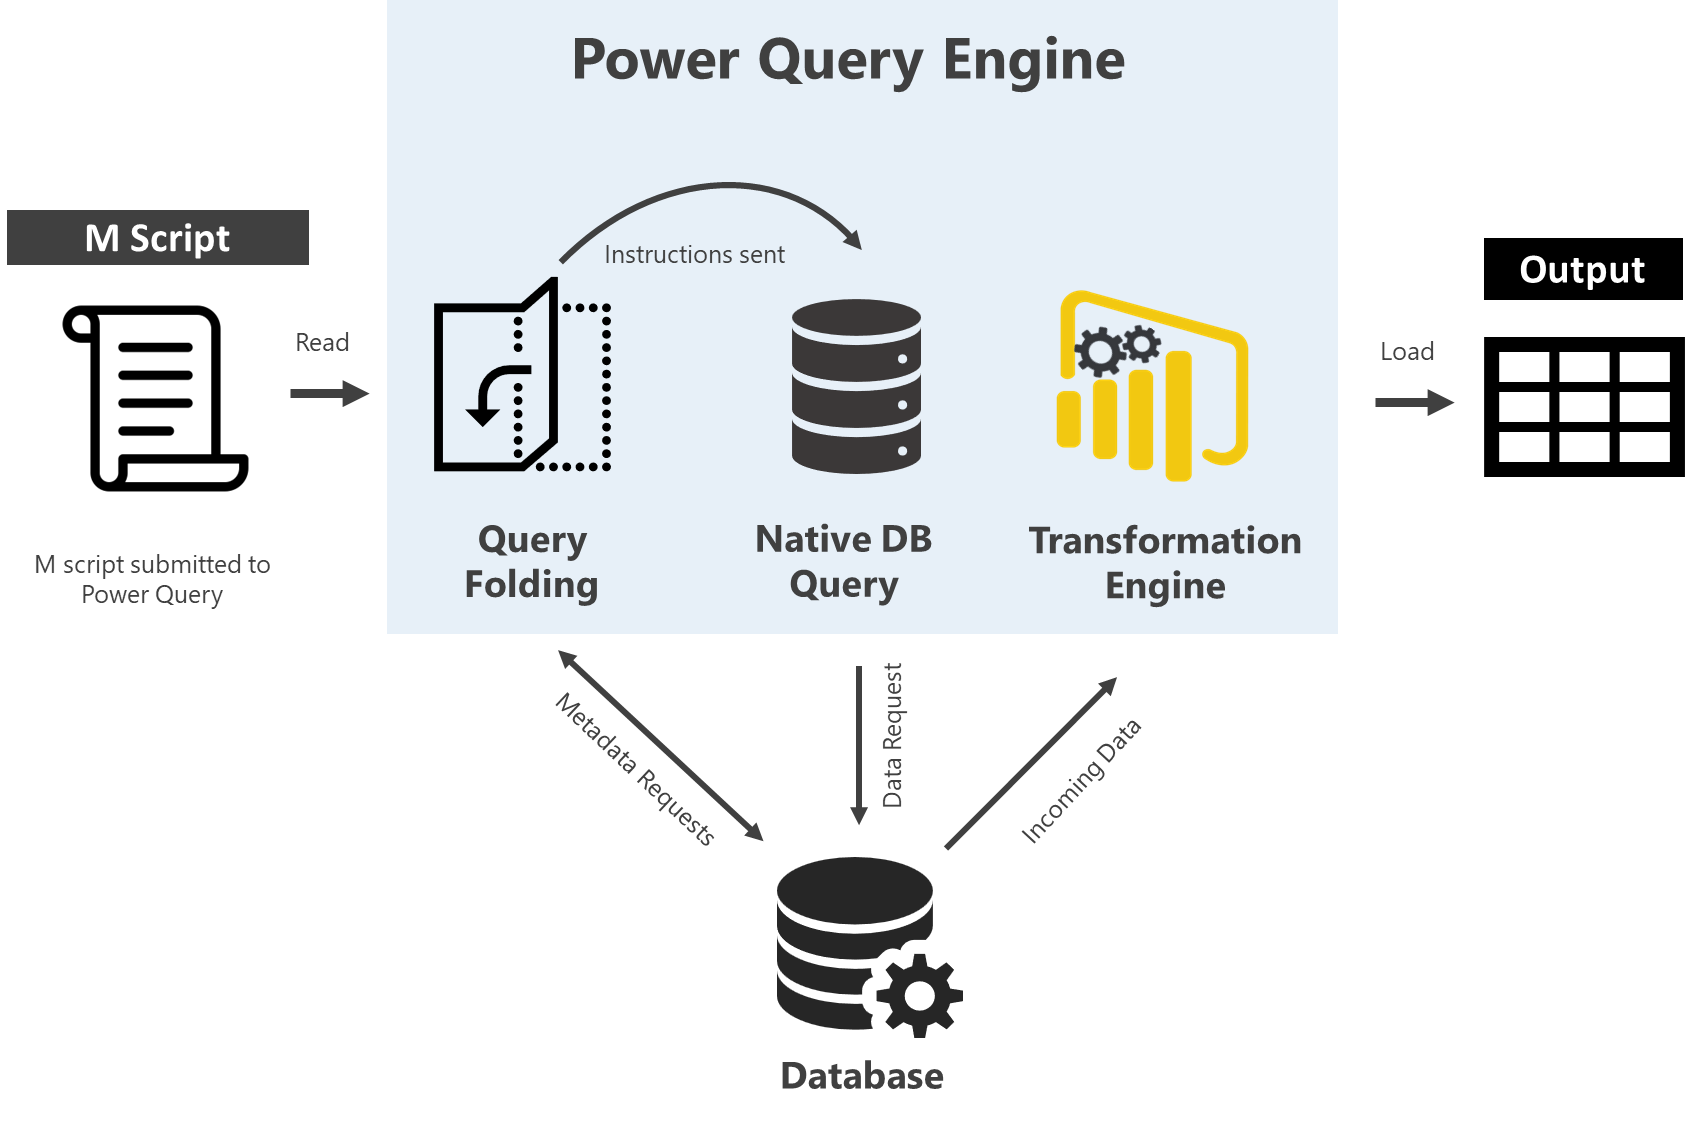 Power Query Engine
M Script
Read
M script submitted to
Power Query
Instructions sent
Query
Folding
Native DB
Query
Transformation
Engine
Load
Output
Metadata Requests
Data Request
Incoming Data
Database